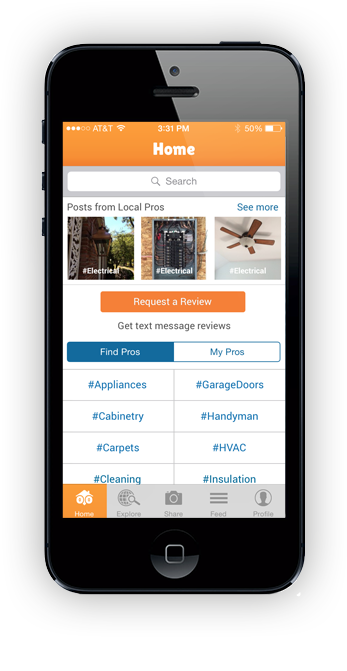 AT&T 3:31 PM 50%
Home
Search
Posts from Local Pros See more
#Electrical #Electrical #Electrical
Request a Review
Get text message reviews
Find Pros My Pros
#Appliances #GarageDoors
#Cabinetry #Handyman
#Carpets #HVAC
#Cleaning #Insulation
Home Explore Share Feed Profile